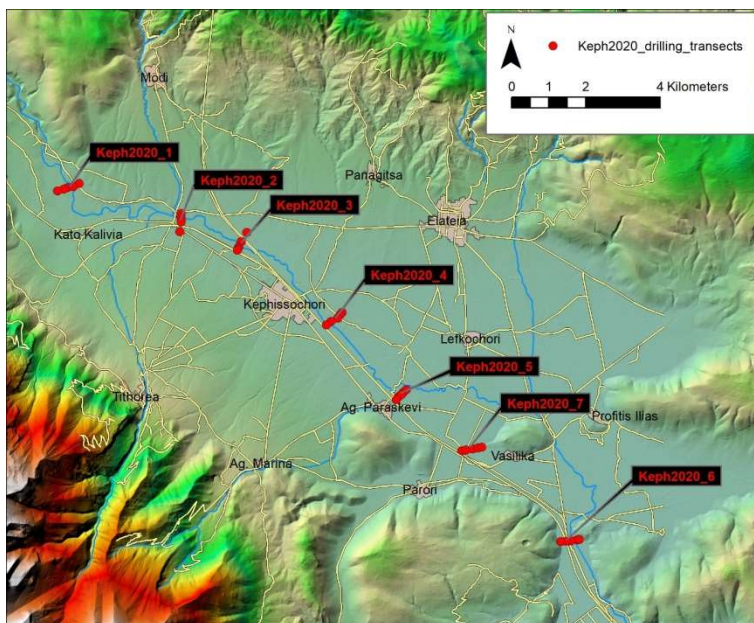 N
Keph2020_drilling_transects
0 1 2 4 Kilometers
Modi
Keph2020_1
Panagitsa
Keph2020_2
Elateia
Keph2020_3
Kato Kalivia
Keph2020_4
Kephissochori
Lefkochori
Keph2020_5
Tithorea
Ag. Paraskevi
Profitis Ilias
Keph2020_7
Vasilika
Ag. Marina
Parori
Keph2020_6